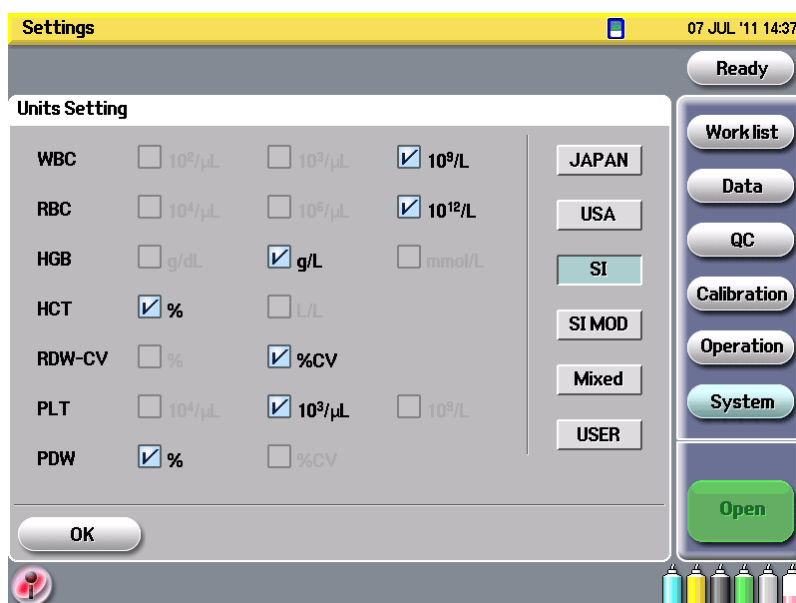 Settings
07 JUL '11 14:37
Ready
Units Setting
Work list
WBC 10²/µL 10³/µL 10⁹/L JAPAN
Data
RBC 10⁴/µL 10⁶/µL 10¹²/L USA
QC
HGB g/dL g/L mmol/L SI
Calibration
HCT % L/L SI MOD
Operation
RDW-CV % %CV Mixed
System
PLT 10⁴/µL 10³/µL 10⁹/L USER
PDW % %CV
Open
OK